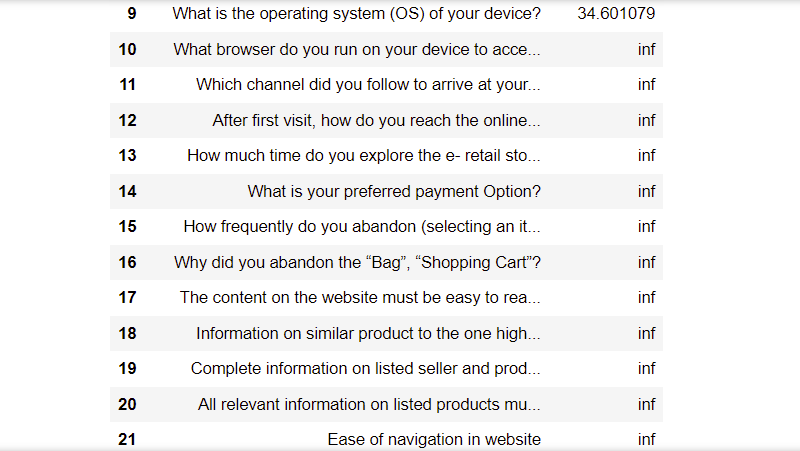 9 What is the operating system (OS) of your device? 34.601079
10 What browser do you run on your device to acce... inf
11 Which channel did you follow to arrive at your... inf
12 After first visit, how do you reach the online... inf
13 How much time do you explore the e- retail sto... inf
14 What is your preferred payment Option? inf
15 How frequently do you abandon (selecting an it... inf
16 Why did you abandon the “Bag”, “Shopping Cart”? inf
17 The content on the website must be easy to rea... inf
18 Information on similar product to the one high... inf
19 Complete information on listed seller and prod... inf
20 All relevant information on listed products mu... inf
21 Ease of navigation in website inf